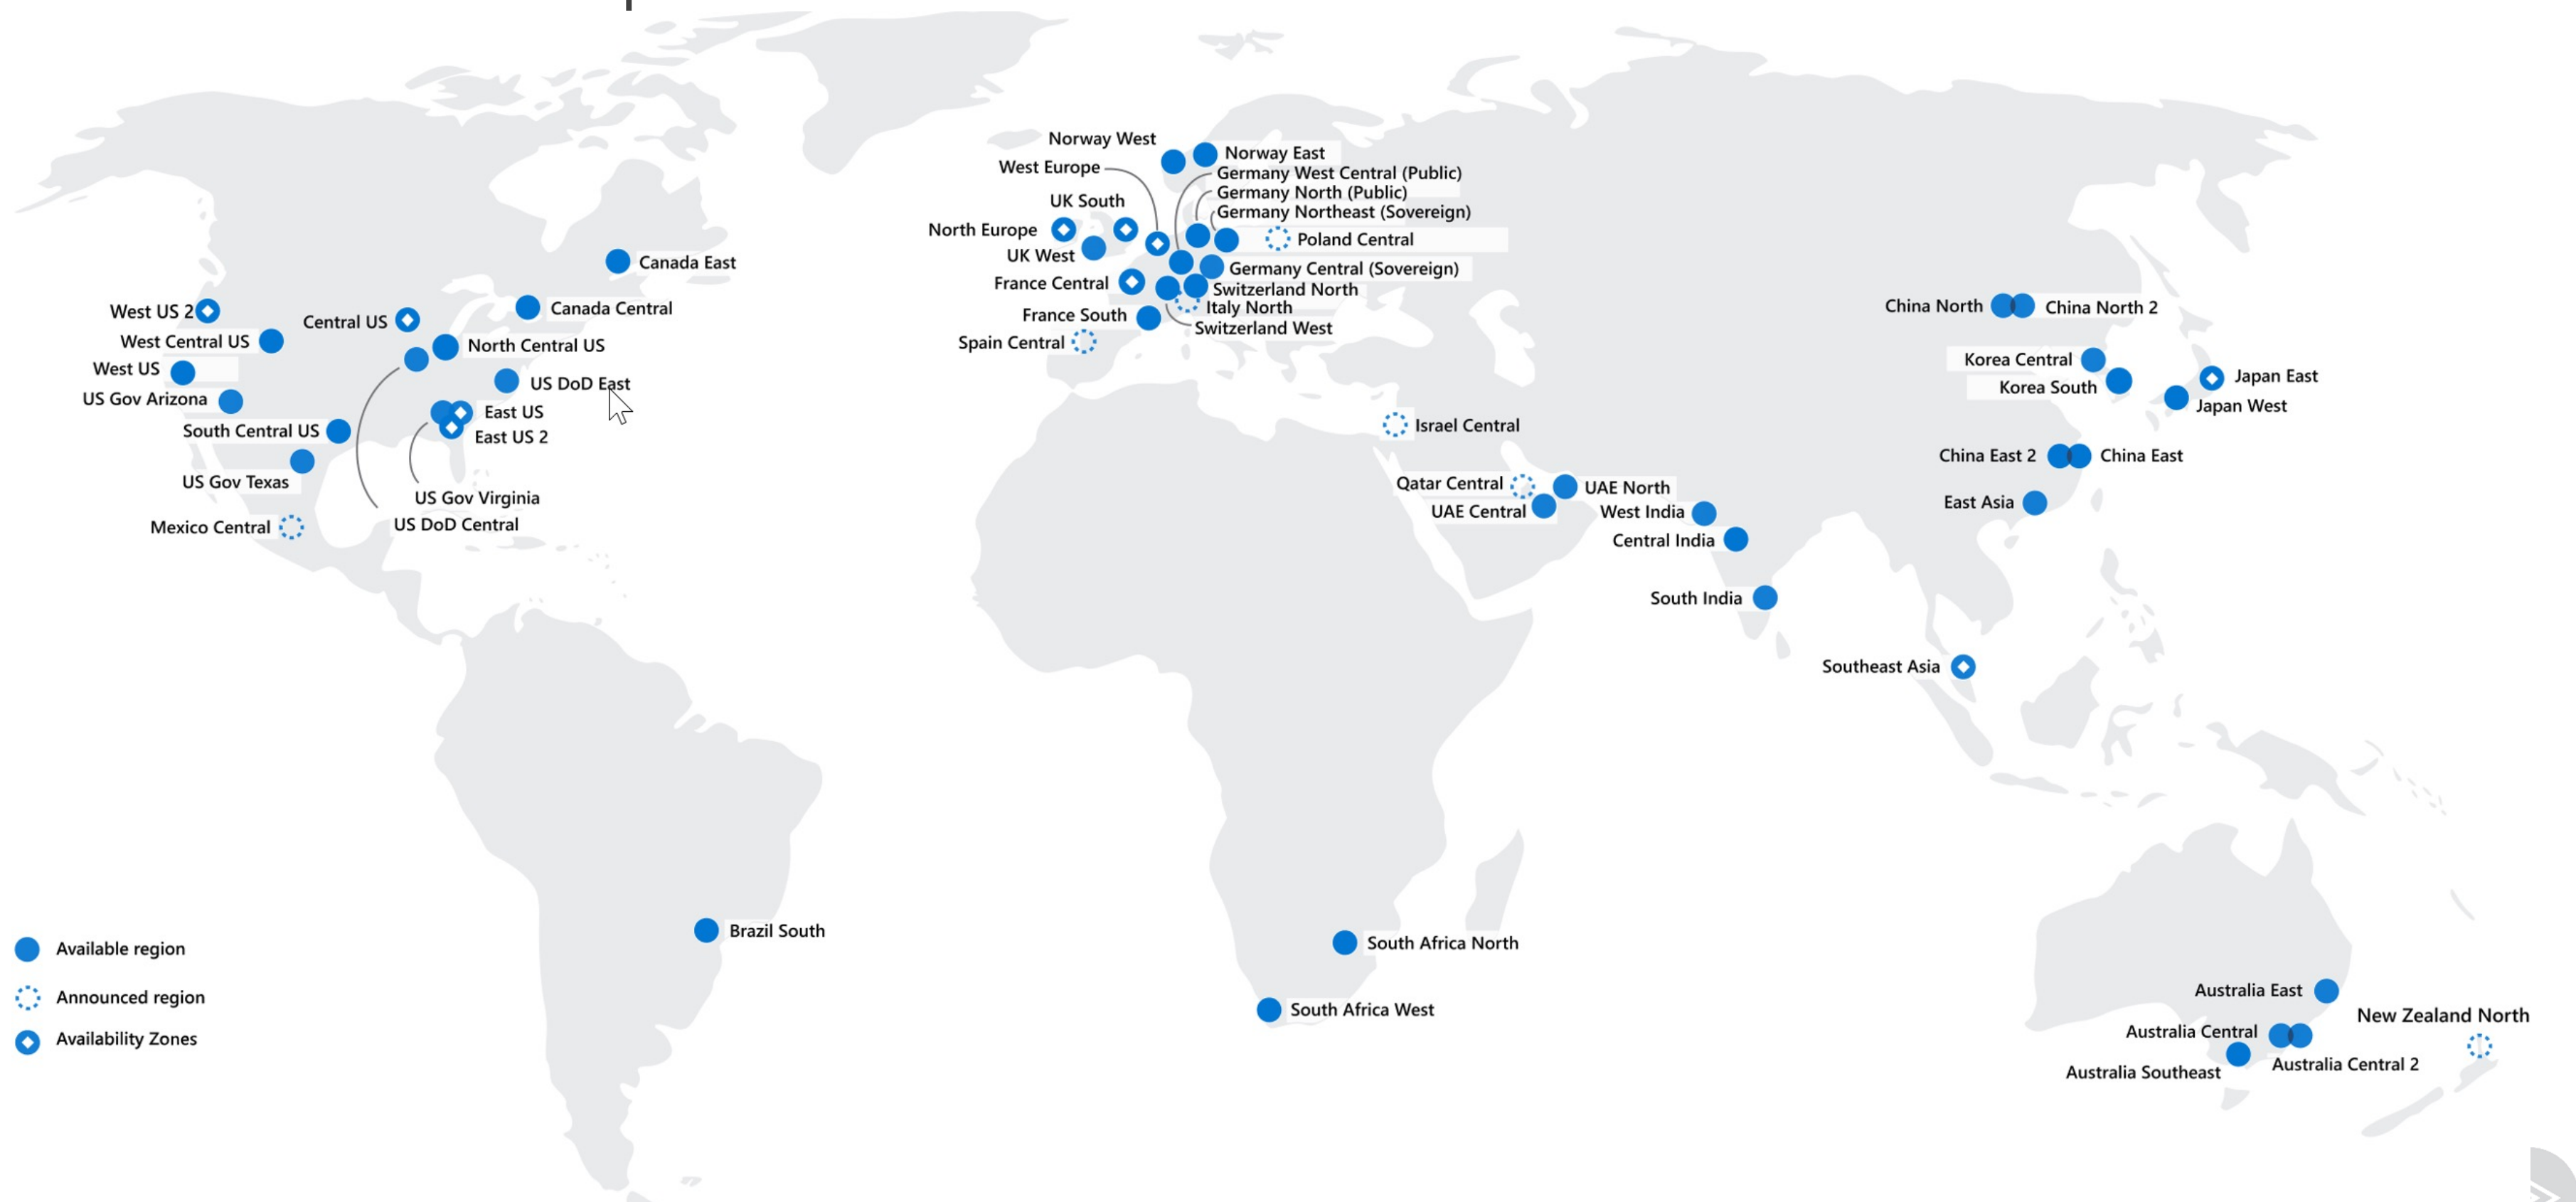 Norway West
Norway East
West Europe
Germany West Central (Public)
Germany North (Public)
UK South
Germany Northeast (Sovereign)
North Europe
Poland Central
UK West
Germany Central (Sovereign)
France Central
Switzerland North
Italy North
France South
Switzerland West
Spain Central
Canada East
Canada Central
West US 2
Central US
West Central US
North Central US
West US
US DoD East
US Gov Arizona
East US
South Central US
East US 2
US Gov Texas
US Gov Virginia
US DoD Central
Mexico Central
China North
China North 2
Korea Central
Korea South
Japan East
Japan West
Israel Central
China East 2
China East
Qatar Central
UAE North
UAE Central
West India
East Asia
Central India
South India
Southeast Asia
Brazil South
South Africa North
South Africa West
Australia East
New Zealand North
Australia Central
Australia Central 2
Australia Southeast
Available region
Announced region
Availability Zones